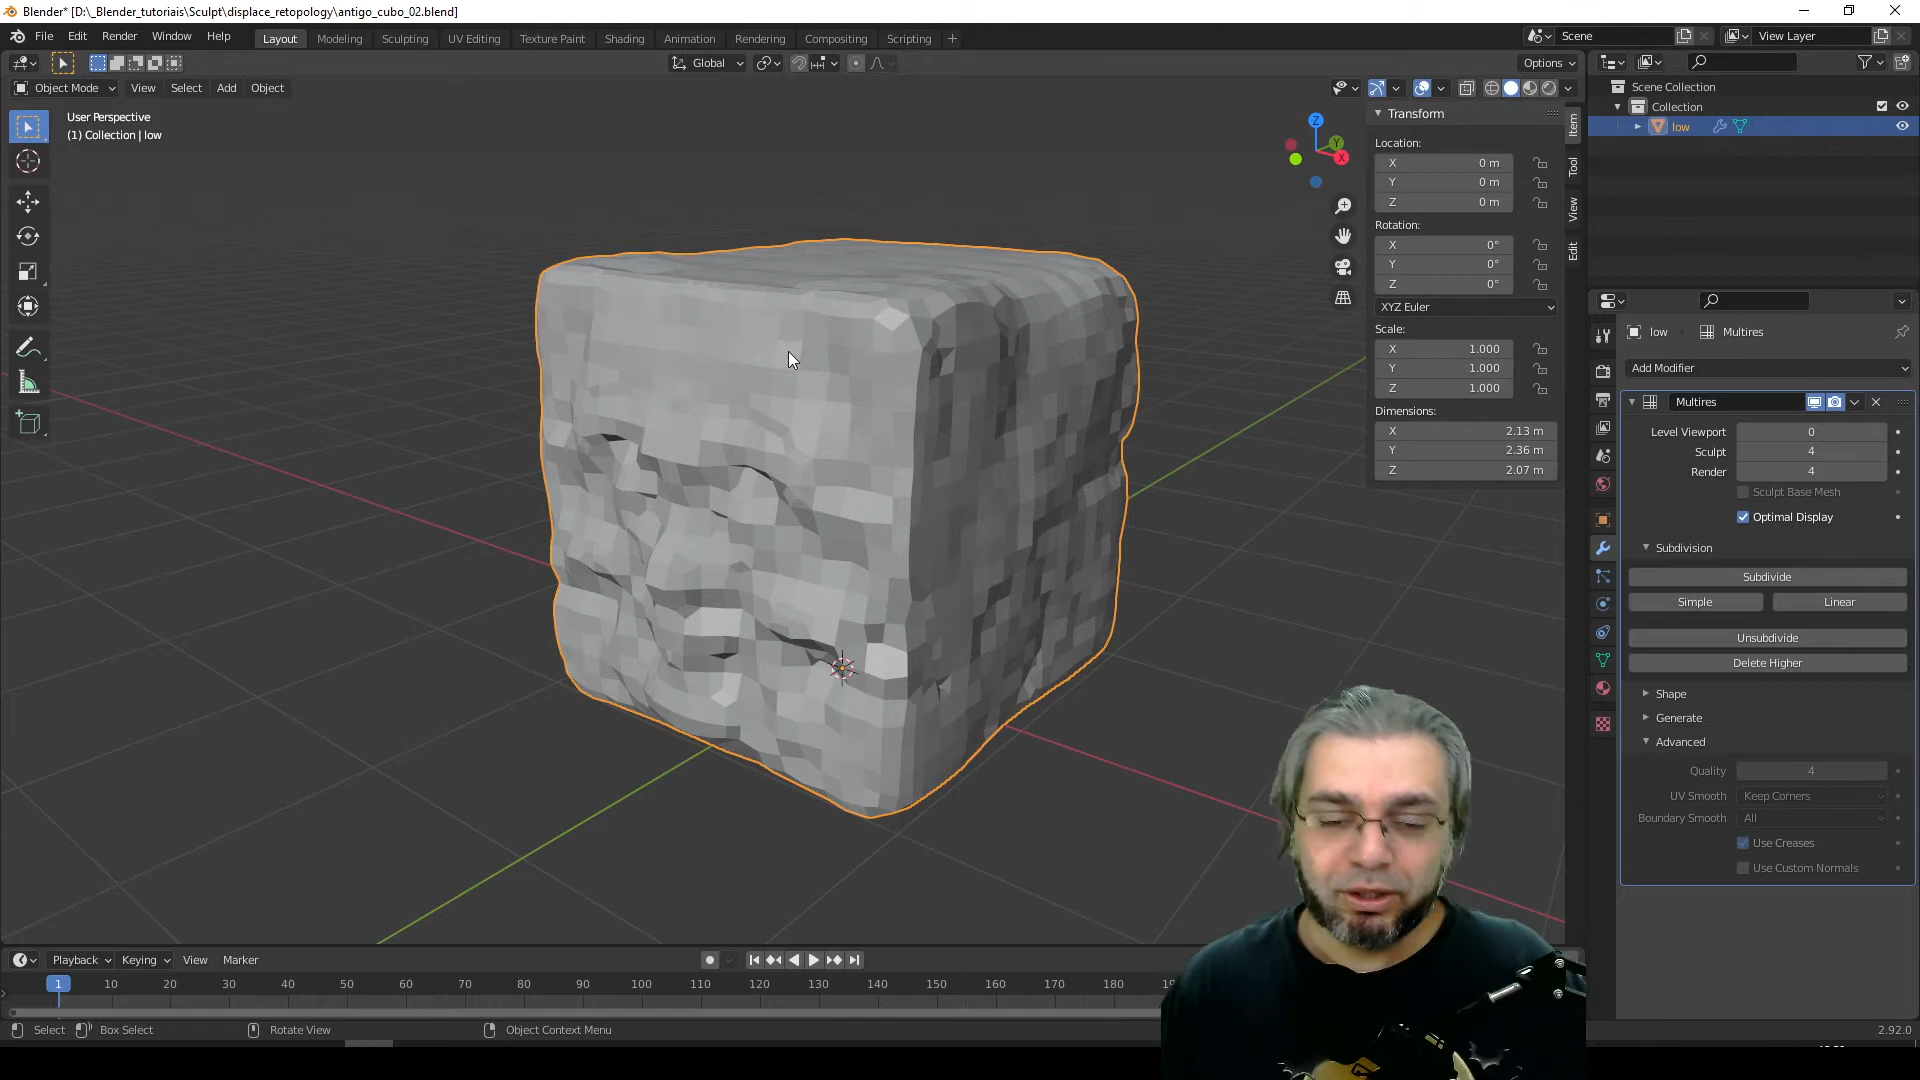 Blender* [D:\_Blender_tutoriais\Sculpt\displace_retopology\antigo_cubo_02.blend]
File Edit Render Window Help Layout Modeling Sculpting UV Editing Texture Paint Shading Animation Rendering Compositing Scripting + Scene View Layer
Global Options
Object Mode View Select Add Object
User Perspective
(1) Collection | low
Z Y X
Transform
Location:
X 0 m
Y 0 m
Z 0 m
Rotation:
X 0°
Y 0°
Z 0°
XYZ Euler
Scale:
X 1.000
Y 1.000
Z 1.000
Dimensions:
X 2.13 m
Y 2.36 m
Z 2.07 m
Item
Tool
View
Edit
Scene Collection
Collection
low
low Multires
Add Modifier
Multires
Level Viewport 0
Sculpt 4
Render 4
Sculpt Base Mesh
Optimal Display
Subdivision
Subdivide
Simple Linear
Unsubdivide
Delete Higher
Shape
Generate
Advanced
Quality 4
UV Smooth Keep Corners
Boundary Smooth All
Use Creases
Use Custom Normals
Playback Keying View Marker
1 10 20 30 40 50 60 70 80 90 100 110 120 130 140 150 160 170 180
Select Box Select Rotate View Object Context Menu
2.92.0